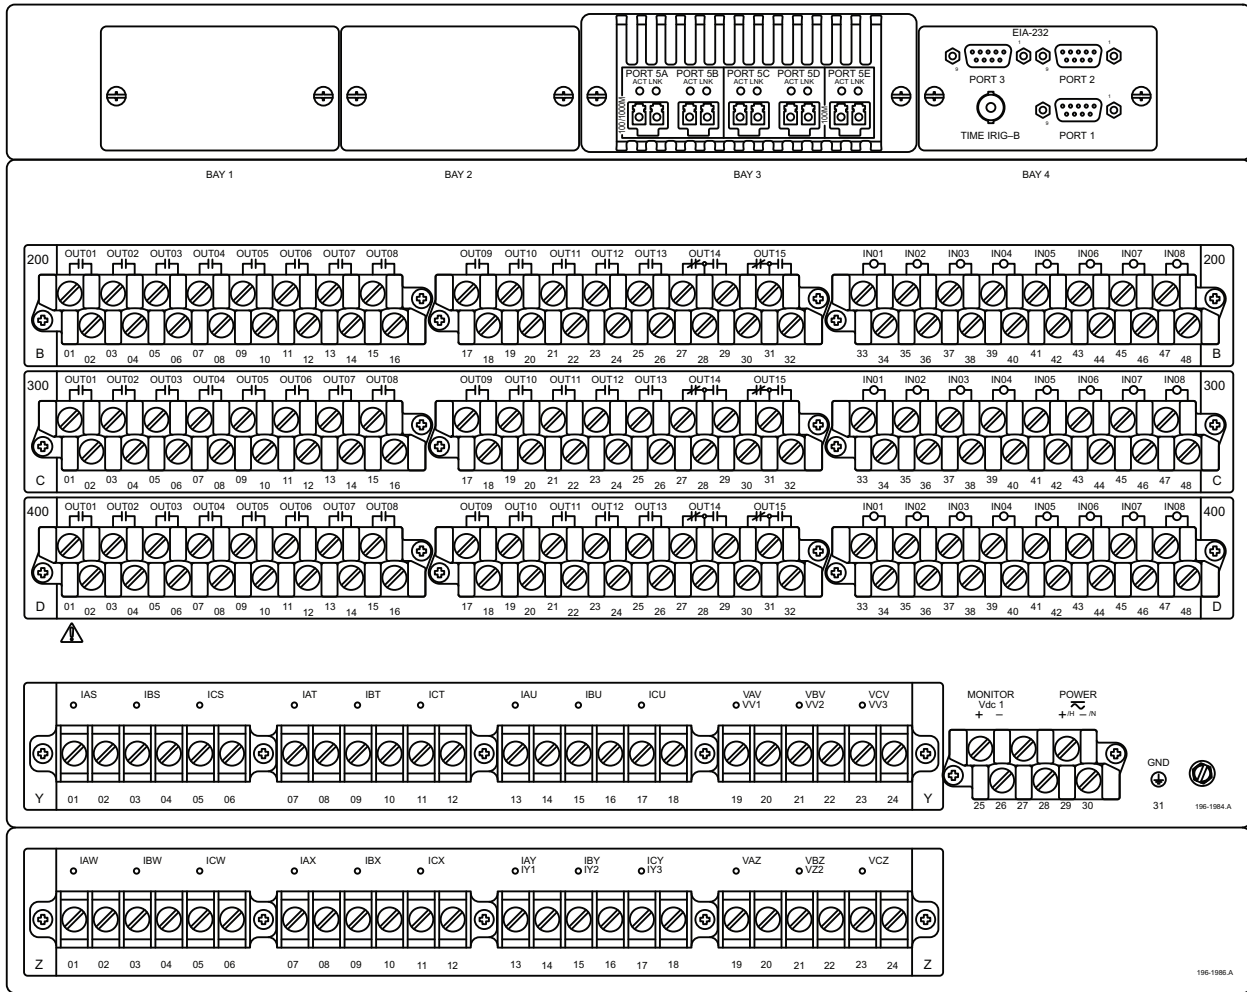 EIA-232
PORT 5A PORT 5B PORT 5C PORT 5D PORT 5E
ACT LNK ACT LNK ACT LNK ACT LNK ACT LNK
100/1000M
100M
1 1
9 9
PORT 3 PORT 2
1
9
TIME IRIG–B PORT 1
BAY 1 BAY 2 BAY 3 BAY 4
200 OUT01 OUT02 OUT03 OUT04 OUT05 OUT06 OUT07 OUT08 OUT09 OUT10 OUT11 OUT12 OUT13 OUT14 OUT15 IN01 IN02 IN03 IN04 IN05 IN06 IN07 IN08 200
B 01 02 03 04 05 06 07 08 09 10 11 12 13 14 15 16 17 18 19 20 21 22 23 24 25 26 27 28 29 30 31 32 33 34 35 36 37 38 39 40 41 42 43 44 45 46 47 48 B
300 OUT01 OUT02 OUT03 OUT04 OUT05 OUT06 OUT07 OUT08 OUT09 OUT10 OUT11 OUT12 OUT13 OUT14 OUT15 IN01 IN02 IN03 IN04 IN05 IN06 IN07 IN08 300
C 01 02 03 04 05 06 07 08 09 10 11 12 13 14 15 16 17 18 19 20 21 22 23 24 25 26 27 28 29 30 31 32 33 34 35 36 37 38 39 40 41 42 43 44 45 46 47 48 C
400 OUT01 OUT02 OUT03 OUT04 OUT05 OUT06 OUT07 OUT08 OUT09 OUT10 OUT11 OUT12 OUT13 OUT14 OUT15 IN01 IN02 IN03 IN04 IN05 IN06 IN07 IN08 400
D 01 02 03 04 05 06 07 08 09 10 11 12 13 14 15 16 17 18 19 20 21 22 23 24 25 26 27 28 29 30 31 32 33 34 35 36 37 38 39 40 41 42 43 44 45 46 47 48 D
IAS IBS ICS IAT IBT ICT IAU IBU ICU VAV VBV VCV MONITOR POWER
VV1 VV2 VV3 Vdc 1
+ − +/H −/N
GND
Y 01 02 03 04 05 06 07 08 09 10 11 12 13 14 15 16 17 18 19 20 21 22 23 24 Y 25 26 27 28 29 30 31 196-1984.A
IAW IBW ICW IAX IBX ICX IAY IBY ICY VAZ VBZ VCZ
IY1 IY2 IY3 VZ2
Z 01 02 03 04 05 06 07 08 09 10 11 12 13 14 15 16 17 18 19 20 21 22 23 24 Z
196-1986.A